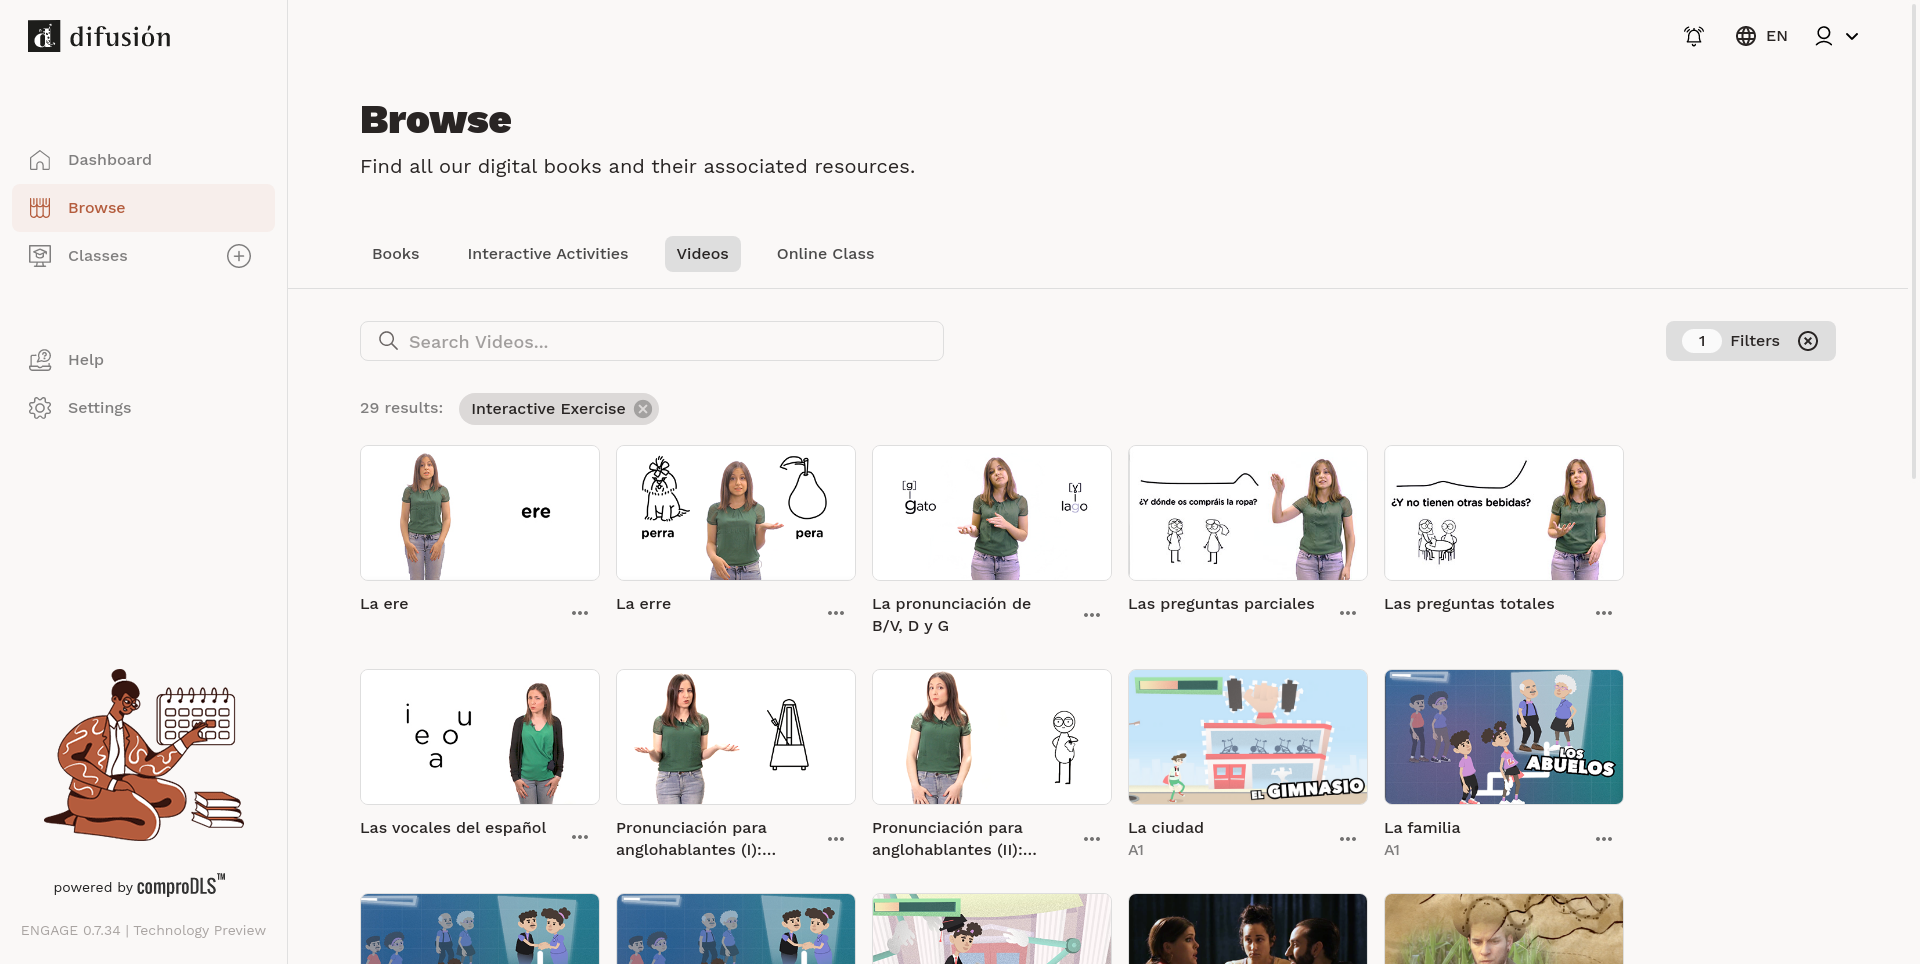 difusión
EN
Dashboard
Browse
Classes
Help
Settings
powered by comproDLS™
ENGAGE 0.7.34 | Technology Preview
Browse
Find all our digital books and their associated resources.
Books
Interactive Activities
Videos
Online Class
Search Videos...
1 Filters
29 results:
Interactive Exercise
ere
perra
pera
[g]
gato
[ɣ]
lago
¿Y dónde os compráis la ropa?
¿Y no tienen otras bebidas?
La ere
La erre
La pronunciación de
B/V, D y G
Las preguntas parciales
Las preguntas totales
i
u
e
o
a
EL GIMNASIO
LOS
ABUELOS
Las vocales del español
Pronunciación para
anglohablantes (I):...
Pronunciación para
anglohablantes (II):...
La ciudad
A1
La familia
A1